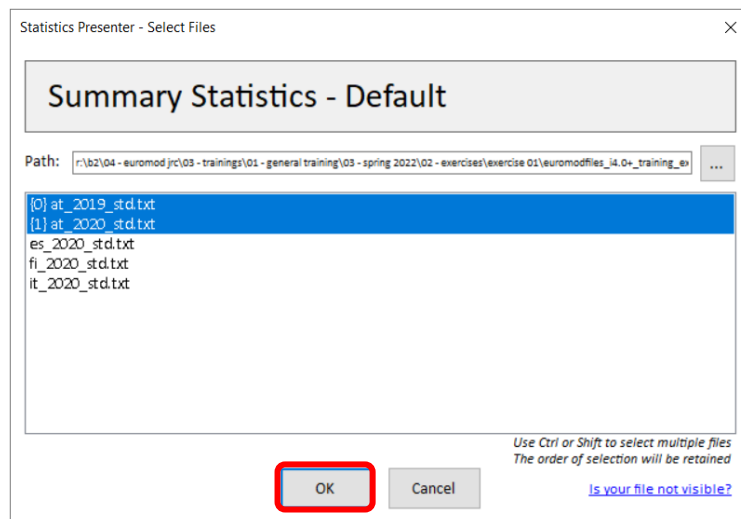 Statistics Presenter - Select Files
Summary Statistics - Default
Path: r:\b2\04 - euromod jrc\03 - trainings\01 - general training\03 - spring 2022\02 - exercises\exercise 01\euromodfiles_i4.0+_training_ex ...
{0} at_2019_std.txt
{1} at_2020_std.txt
es_2020_std.txt
fi_2020_std.txt
it_2020_std.txt
Use Ctrl or Shift to select multiple files
The order of selection will be retained
OK Cancel Is your file not visible?